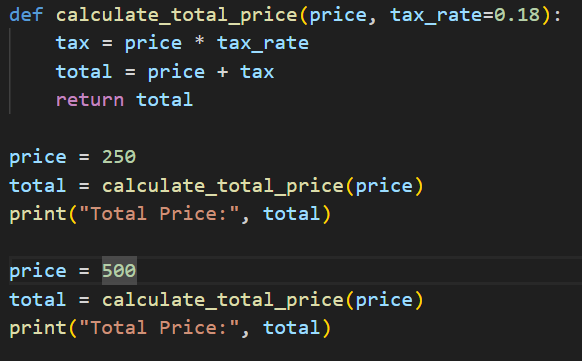 def calculate_total_price(price, tax_rate=0.18):
    tax = price * tax_rate
    total = price + tax
    return total

price = 250
total = calculate_total_price(price)
print("Total Price:", total)

price = 500
total = calculate_total_price(price)
print("Total Price:", total)